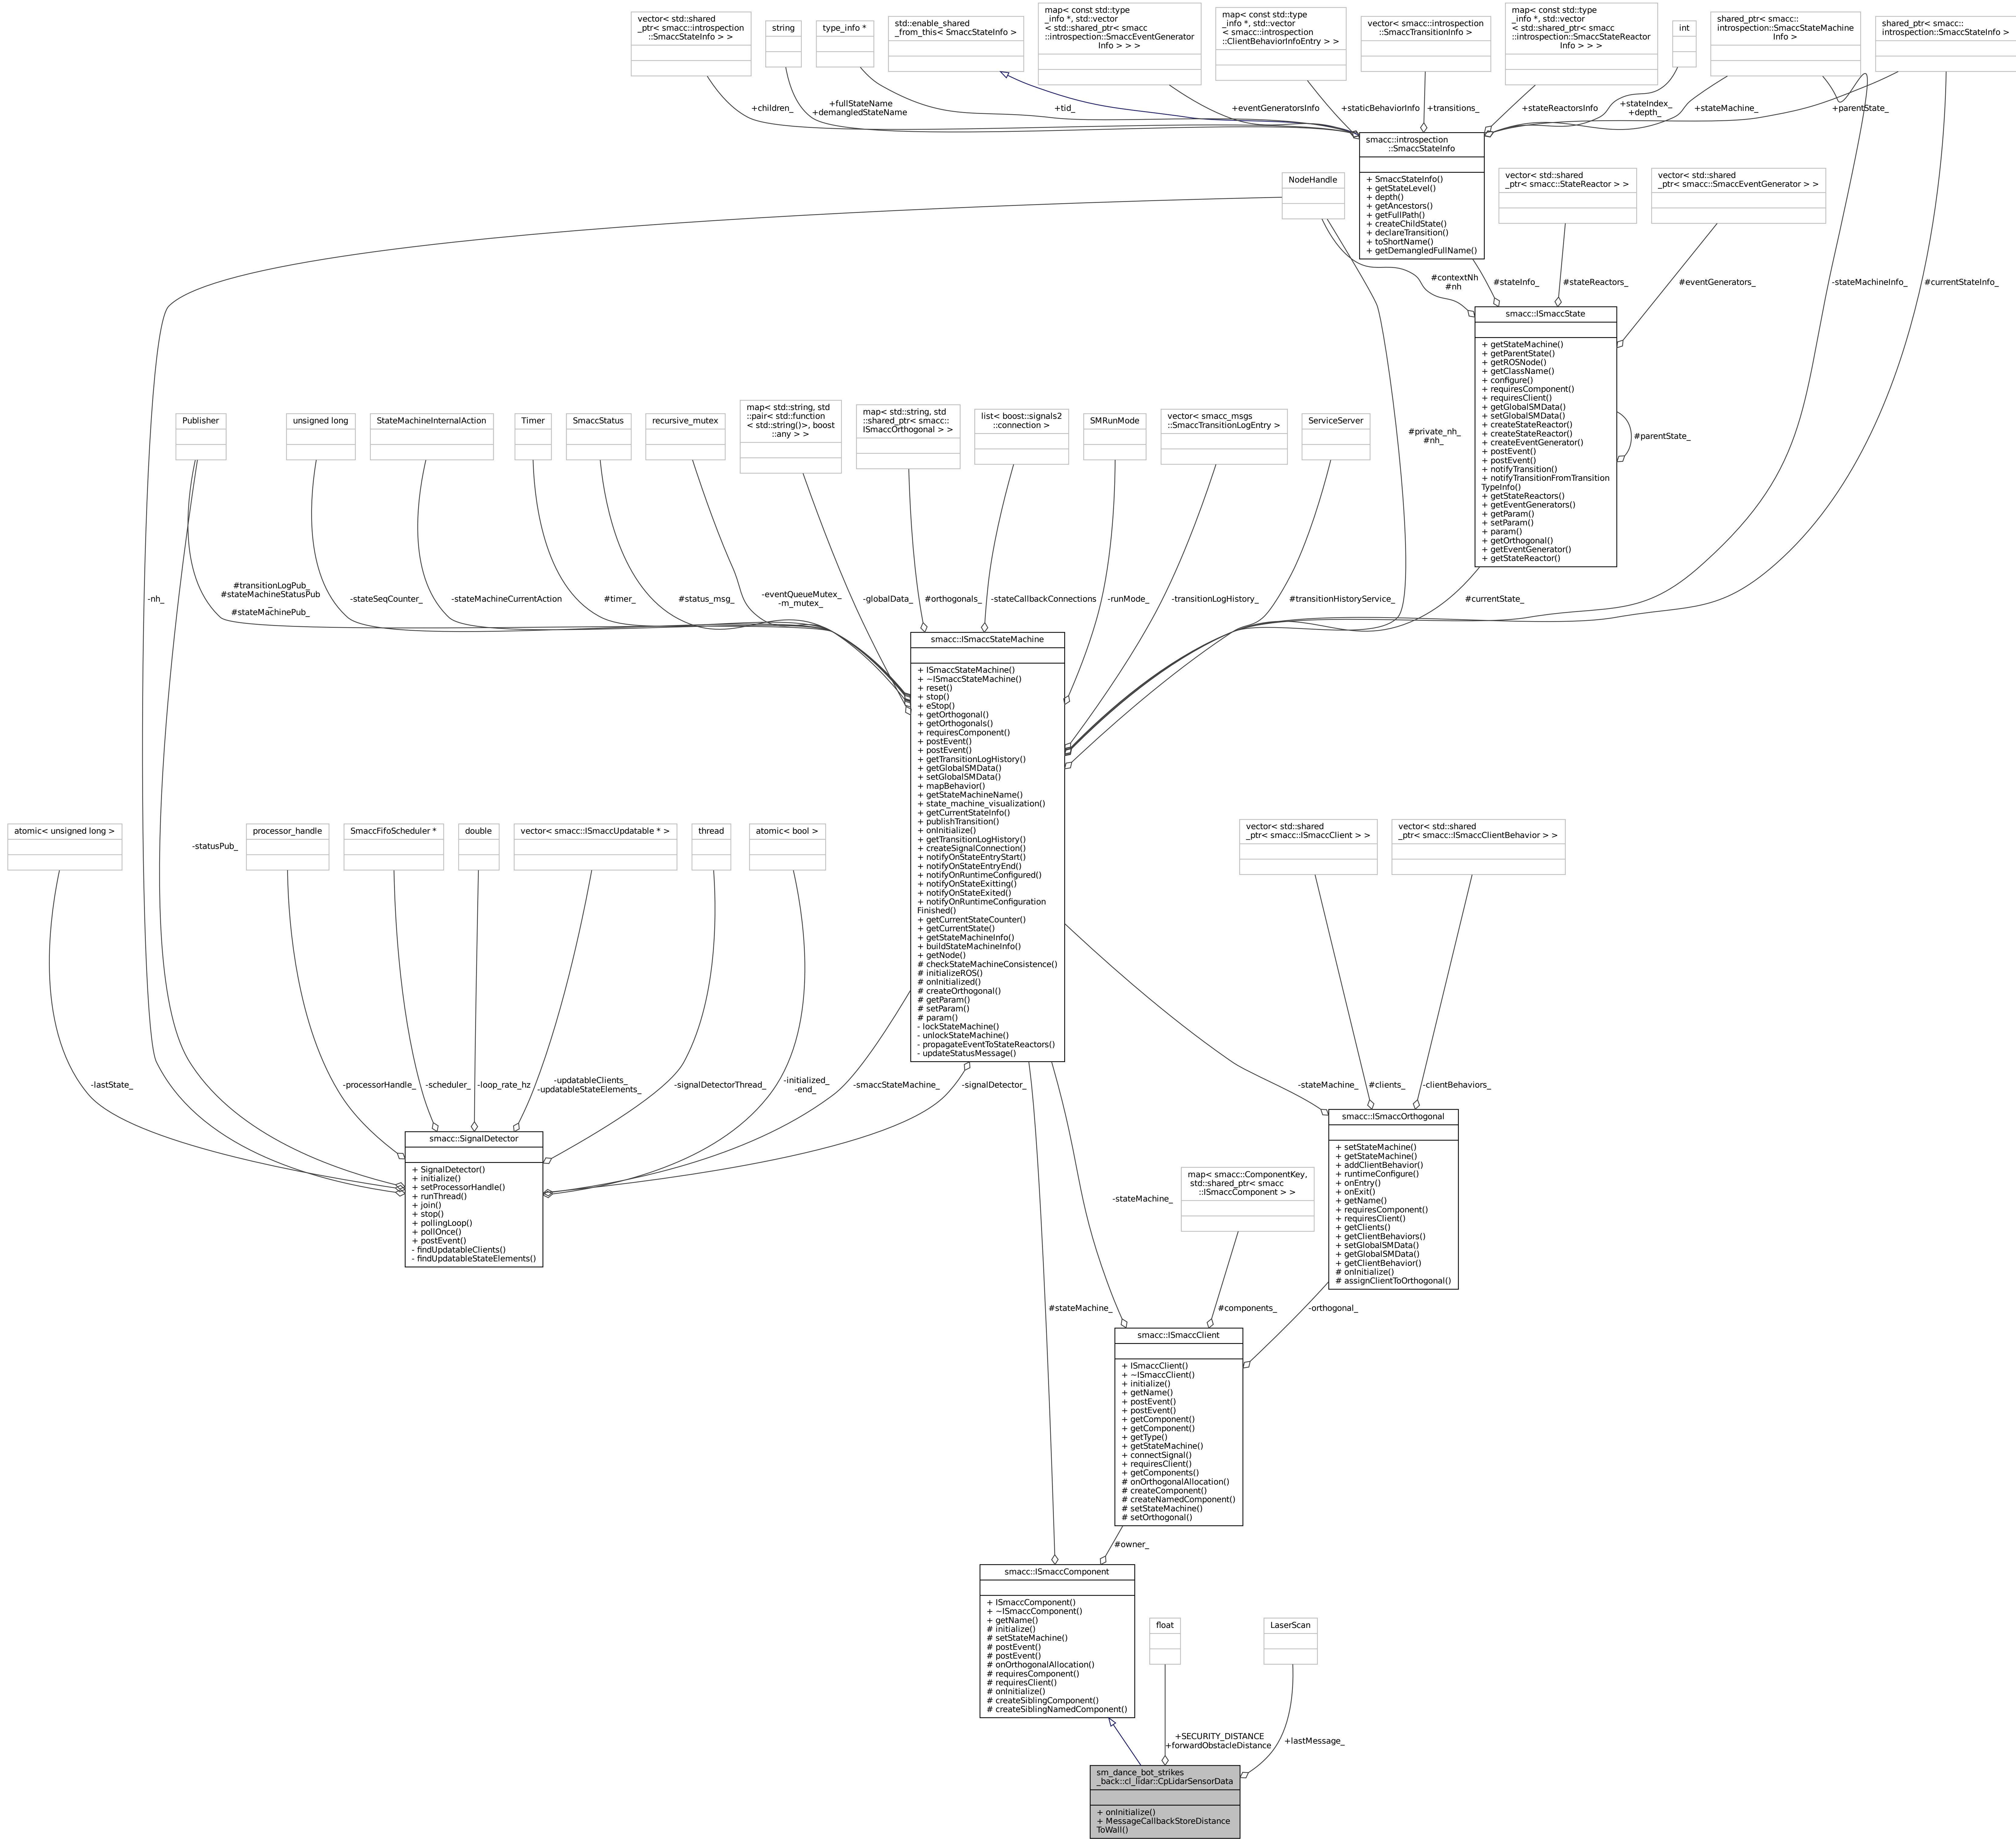 vector< std::shared
_ptr< smacc::introspection
::SmaccStateInfo > >
string
type_info *
std::enable_shared
_from_this< SmaccStateInfo >
map< const std::type
_info *, std::vector
< std::shared_ptr< smacc
::introspection::SmaccEventGenerator
Info > > >
map< const std::type
_info *, std::vector
< smacc::introspection
::ClientBehaviorInfoEntry > >
vector< smacc::introspection
::SmaccTransitionInfo >
map< const std::type
_info *, std::vector
< std::shared_ptr< smacc
::introspection::SmaccStateReactor
Info > > >
int
shared_ptr< smacc::
introspection::SmaccStateMachine
Info >
shared_ptr< smacc::
introspection::SmaccStateInfo >
+children_
+fullStateName
+demangledStateName
+tid_
+eventGeneratorsInfo
+staticBehaviorInfo
+transitions_
+stateReactorsInfo
+stateIndex_
+depth_
+stateMachine_
+parentState_
smacc::introspection
::SmaccStateInfo
+ SmaccStateInfo()
+ getStateLevel()
+ depth()
+ getAncestors()
+ getFullPath()
+ createChildState()
+ declareTransition()
+ toShortName()
+ getDemangledFullName()
NodeHandle
vector< std::shared
_ptr< smacc::StateReactor > >
vector< std::shared
_ptr< smacc::SmaccEventGenerator > >
#contextNh
#nh
#stateInfo_
#stateReactors_
#eventGenerators_
-stateMachineInfo_
#currentStateInfo_
smacc::ISmaccState
+ getStateMachine()
+ getParentState()
+ getROSNode()
+ getClassName()
+ configure()
+ requiresComponent()
+ requiresClient()
+ getGlobalSMData()
+ setGlobalSMData()
+ createStateReactor()
+ createStateReactor()
+ createEventGenerator()
+ postEvent()
+ postEvent()
+ notifyTransition()
+ notifyTransitionFromTransition
TypeInfo()
+ getStateReactors()
+ getEventGenerators()
+ getParam()
+ setParam()
+ param()
+ getOrthogonal()
+ getEventGenerator()
+ getStateReactor()
#parentState_
Publisher
unsigned long
StateMachineInternalAction
Timer
SmaccStatus
recursive_mutex
map< std::string, std
::pair< std::function
< std::string()>, boost
::any > >
map< std::string, std
::shared_ptr< smacc::
ISmaccOrthogonal > >
list< boost::signals2
::connection >
SMRunMode
vector< smacc_msgs
::SmaccTransitionLogEntry >
ServiceServer
#private_nh_
#nh_
-nh_
#transitionLogPub_
#stateMachineStatusPub
_
#stateMachinePub_
-stateSeqCounter_
-stateMachineCurrentAction
#timer_
#status_msg_
-eventQueueMutex_
-m_mutex_
-globalData_
#orthogonals_
-stateCallbackConnections
-runMode_
-transitionLogHistory_
#transitionHistoryService_
#currentState_
smacc::ISmaccStateMachine
+ ISmaccStateMachine()
+ ~ISmaccStateMachine()
+ reset()
+ stop()
+ eStop()
+ getOrthogonal()
+ getOrthogonals()
+ requiresComponent()
+ postEvent()
+ postEvent()
+ getTransitionLogHistory()
+ getGlobalSMData()
+ setGlobalSMData()
+ mapBehavior()
+ getStateMachineName()
+ state_machine_visualization()
+ getCurrentStateInfo()
+ publishTransition()
+ onInitialize()
+ getTransitionLogHistory()
+ createSignalConnection()
+ notifyOnStateEntryStart()
+ notifyOnStateEntryEnd()
+ notifyOnRuntimeConfigured()
+ notifyOnStateExitting()
+ notifyOnStateExited()
+ notifyOnRuntimeConfiguration
Finished()
+ getCurrentStateCounter()
+ getCurrentState()
+ getStateMachineInfo()
+ buildStateMachineInfo()
+ getNode()
# checkStateMachineConsistence()
# initializeROS()
# onInitialized()
# createOrthogonal()
# getParam()
# setParam()
# param()
- lockStateMachine()
- unlockStateMachine()
- propagateEventToStateReactors()
- updateStatusMessage()
atomic< unsigned long >
-statusPub_
processor_handle
SmaccFifoScheduler *
double
vector< smacc::ISmaccUpdatable * >
thread
atomic< bool >
vector< std::shared
_ptr< smacc::ISmaccClient > >
vector< std::shared
_ptr< smacc::ISmaccClientBehavior > >
-lastState_
-processorHandle_
-scheduler_
-loop_rate_hz
-updatableClients_
-updatableStateElements_
-signalDetectorThread_
-initialized_
-end_
-smaccStateMachine_
-signalDetector_
-stateMachine_
#clients_
-clientBehaviors_
smacc::SignalDetector
+ SignalDetector()
+ initialize()
+ setProcessorHandle()
+ runThread()
+ join()
+ stop()
+ pollingLoop()
+ pollOnce()
+ postEvent()
- findUpdatableClients()
- findUpdatableStateElements()
smacc::ISmaccOrthogonal
+ setStateMachine()
+ getStateMachine()
+ addClientBehavior()
+ runtimeConfigure()
+ onEntry()
+ onExit()
+ getName()
+ requiresComponent()
+ requiresClient()
+ getClients()
+ getClientBehaviors()
+ setGlobalSMData()
+ getGlobalSMData()
+ getClientBehavior()
# onInitialize()
# assignClientToOrthogonal()
-stateMachine_
map< smacc::ComponentKey,
std::shared_ptr< smacc
::ISmaccComponent > >
#stateMachine_
#components_
-orthogonal_
smacc::ISmaccClient
+ ISmaccClient()
+ ~ISmaccClient()
+ initialize()
+ getName()
+ postEvent()
+ postEvent()
+ getComponent()
+ getComponent()
+ getType()
+ getStateMachine()
+ connectSignal()
+ requiresClient()
+ getComponents()
# onOrthogonalAllocation()
# createComponent()
# createNamedComponent()
# setStateMachine()
# setOrthogonal()
#owner_
smacc::ISmaccComponent
+ ISmaccComponent()
+ ~ISmaccComponent()
+ getName()
# initialize()
# setStateMachine()
# postEvent()
# postEvent()
# onOrthogonalAllocation()
# requiresComponent()
# requiresClient()
# onInitialize()
# createSiblingComponent()
# createSiblingNamedComponent()
float
LaserScan
+SECURITY_DISTANCE
+forwardObstacleDistance
+lastMessage_
sm_dance_bot_strikes
_back::cl_lidar::CpLidarSensorData
+ onInitialize()
+ MessageCallbackStoreDistance
ToWall()